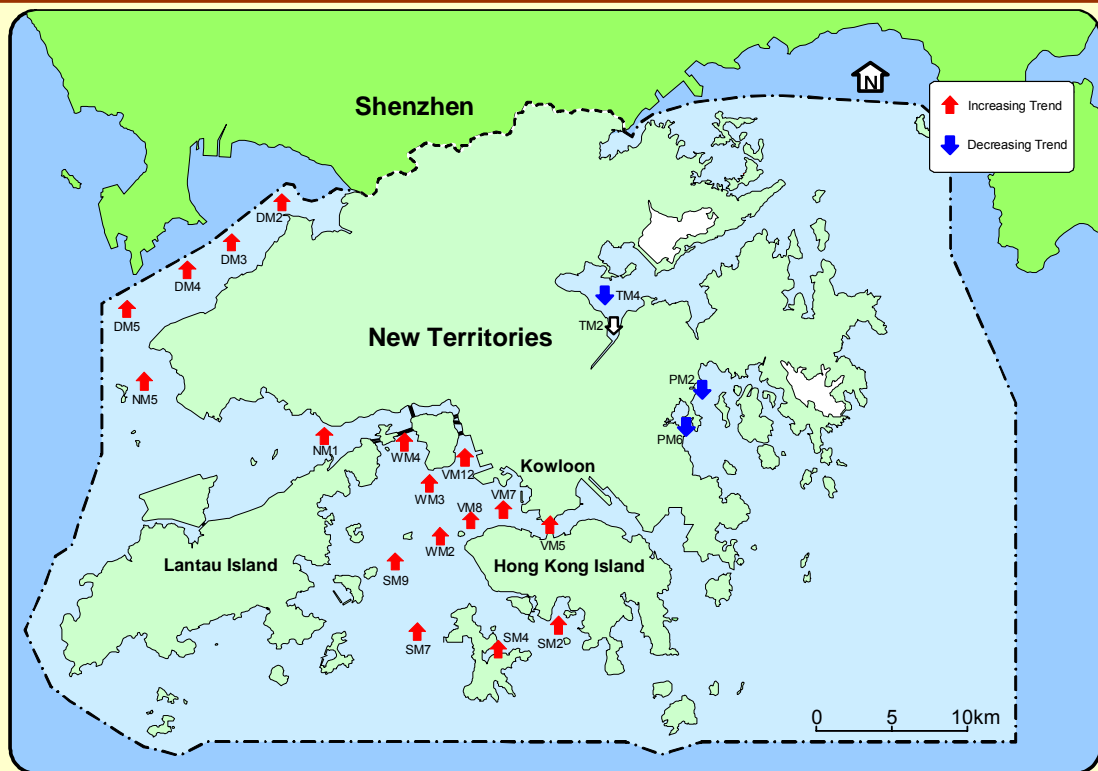 N
Shenzhen
Increasing Trend
Decreasing Trend
DM2
DM3
DM4
DM5
TM4
TM2
New Territories
PM2
NM5
PM6
NM1
WM4
VM12
Kowloon
WM3
VM7
VM8
VM5
WM2
Lantau Island
Hong Kong Island
SM9
SM4
SM2
SM7
0 5 10km